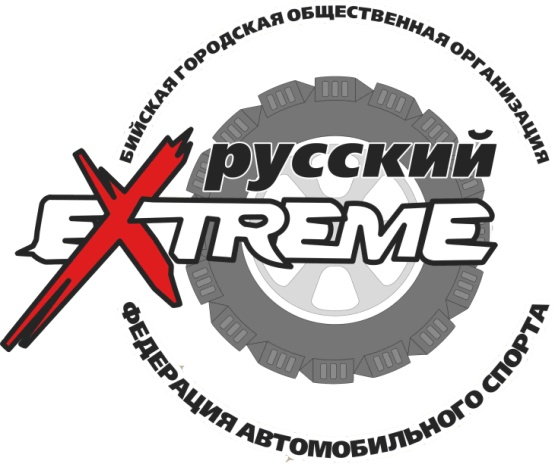 БИЙСКАЯ ГОРОДСКАЯ ОБЩЕСТВЕННАЯ ОРГАНИЗАЦИЯ
русский
EXTREME
ФЕДЕРАЦИЯ АВТОМОБИЛЬНОГО СПОРТА